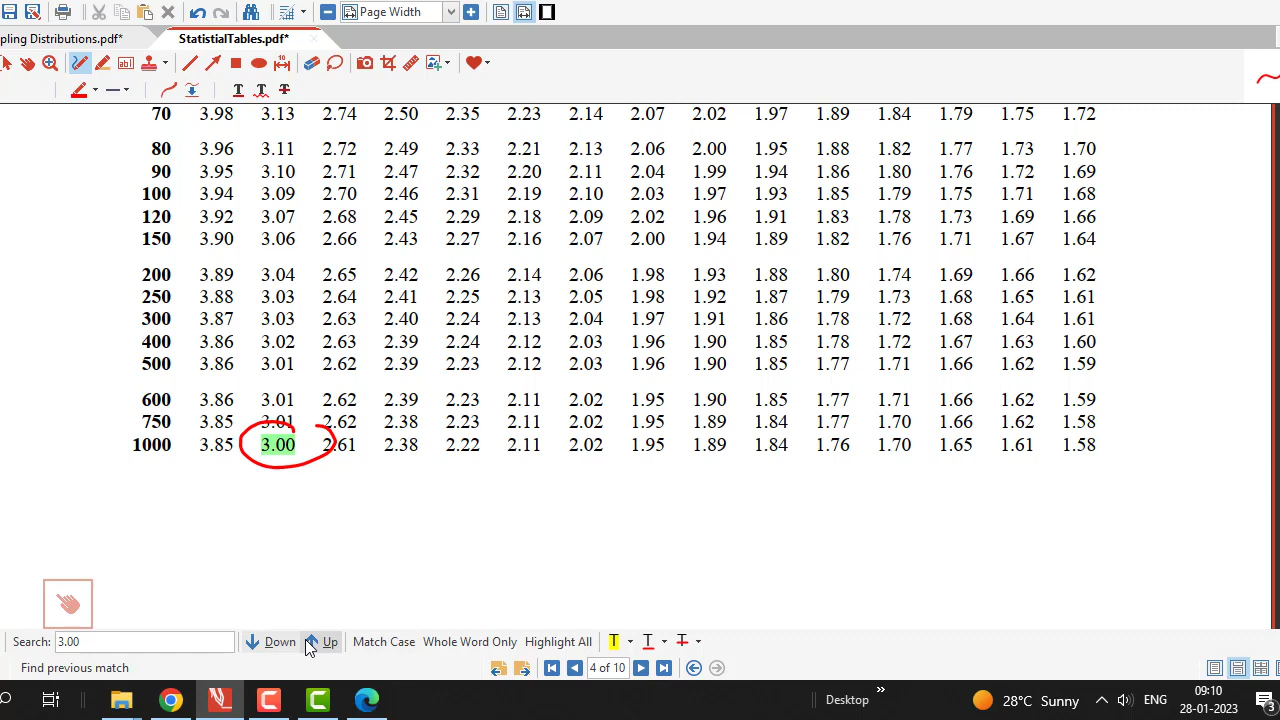 Page Width
pling Distributions.pdf*
StatistialTables.pdf*
10
70 3.98 3.13 2.74 2.50 2.35 2.23 2.14 2.07 2.02 1.97 1.89 1.84 1.79 1.75 1.72
80 3.96 3.11 2.72 2.49 2.33 2.21 2.13 2.06 2.00 1.95 1.88 1.82 1.77 1.73 1.70
90 3.95 3.10 2.71 2.47 2.32 2.20 2.11 2.04 1.99 1.94 1.86 1.80 1.76 1.72 1.69
100 3.94 3.09 2.70 2.46 2.31 2.19 2.10 2.03 1.97 1.93 1.85 1.79 1.75 1.71 1.68
120 3.92 3.07 2.68 2.45 2.29 2.18 2.09 2.02 1.96 1.91 1.83 1.78 1.73 1.69 1.66
150 3.90 3.06 2.66 2.43 2.27 2.16 2.07 2.00 1.94 1.89 1.82 1.76 1.71 1.67 1.64
200 3.89 3.04 2.65 2.42 2.26 2.14 2.06 1.98 1.93 1.88 1.80 1.74 1.69 1.66 1.62
250 3.88 3.03 2.64 2.41 2.25 2.13 2.05 1.98 1.92 1.87 1.79 1.73 1.68 1.65 1.61
300 3.87 3.03 2.63 2.40 2.24 2.13 2.04 1.97 1.91 1.86 1.78 1.72 1.68 1.64 1.61
400 3.86 3.02 2.63 2.39 2.24 2.12 2.03 1.96 1.90 1.85 1.78 1.72 1.67 1.63 1.60
500 3.86 3.01 2.62 2.39 2.23 2.12 2.03 1.96 1.90 1.85 1.77 1.71 1.66 1.62 1.59
600 3.86 3.01 2.62 2.39 2.23 2.11 2.02 1.95 1.90 1.85 1.77 1.71 1.66 1.62 1.59
750 3.85 3.01 2.62 2.38 2.23 2.11 2.02 1.95 1.89 1.84 1.77 1.70 1.66 1.62 1.58
1000 3.85 3.00 2.61 2.38 2.22 2.11 2.02 1.95 1.89 1.84 1.76 1.70 1.65 1.61 1.58
Search: 3.00 Down Up Match Case Whole Word Only Highlight All T T T
Find previous match 4 of 10
Desktop » 28°C Sunny ENG 09:10
28-01-2023 3